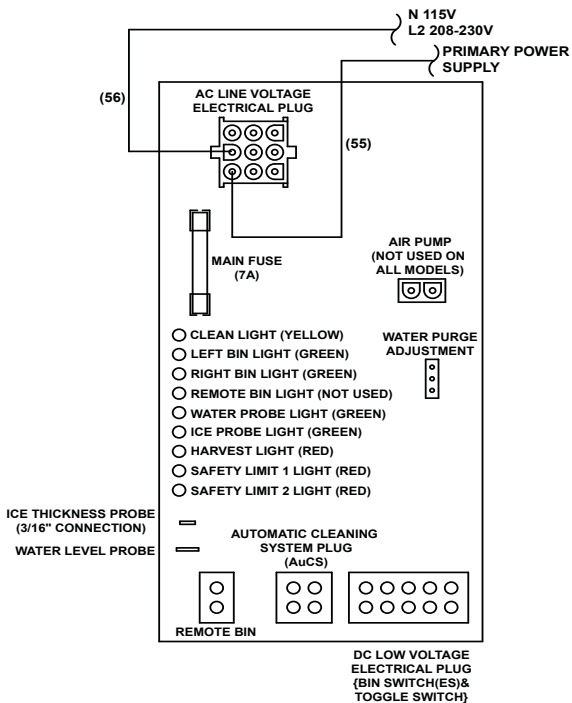 N 115V
L2 208-230V
PRIMARY POWER
SUPPLY
(56)
AC LINE VOLTAGE
ELECTRICAL PLUG
(55)
MAIN FUSE
(7A)
AIR PUMP
(NOT USED ON
ALL MODELS)
CLEAN LIGHT (YELLOW)
LEFT BIN LIGHT (GREEN)
RIGHT BIN LIGHT (GREEN)
REMOTE BIN LIGHT (NOT USED)
WATER PROBE LIGHT (GREEN)
ICE PROBE LIGHT (GREEN)
HARVEST LIGHT (RED)
SAFETY LIMIT 1 LIGHT (RED)
SAFETY LIMIT 2 LIGHT (RED)
WATER PURGE
ADJUSTMENT
ICE THICKNESS PROBE
(3/16" CONNECTION)
WATER LEVEL PROBE
AUTOMATIC CLEANING
SYSTEM PLUG
(AuCS)
REMOTE BIN
DC LOW VOLTAGE
ELECTRICAL PLUG
{BIN SWITCH(ES)&
TOGGLE SWITCH}